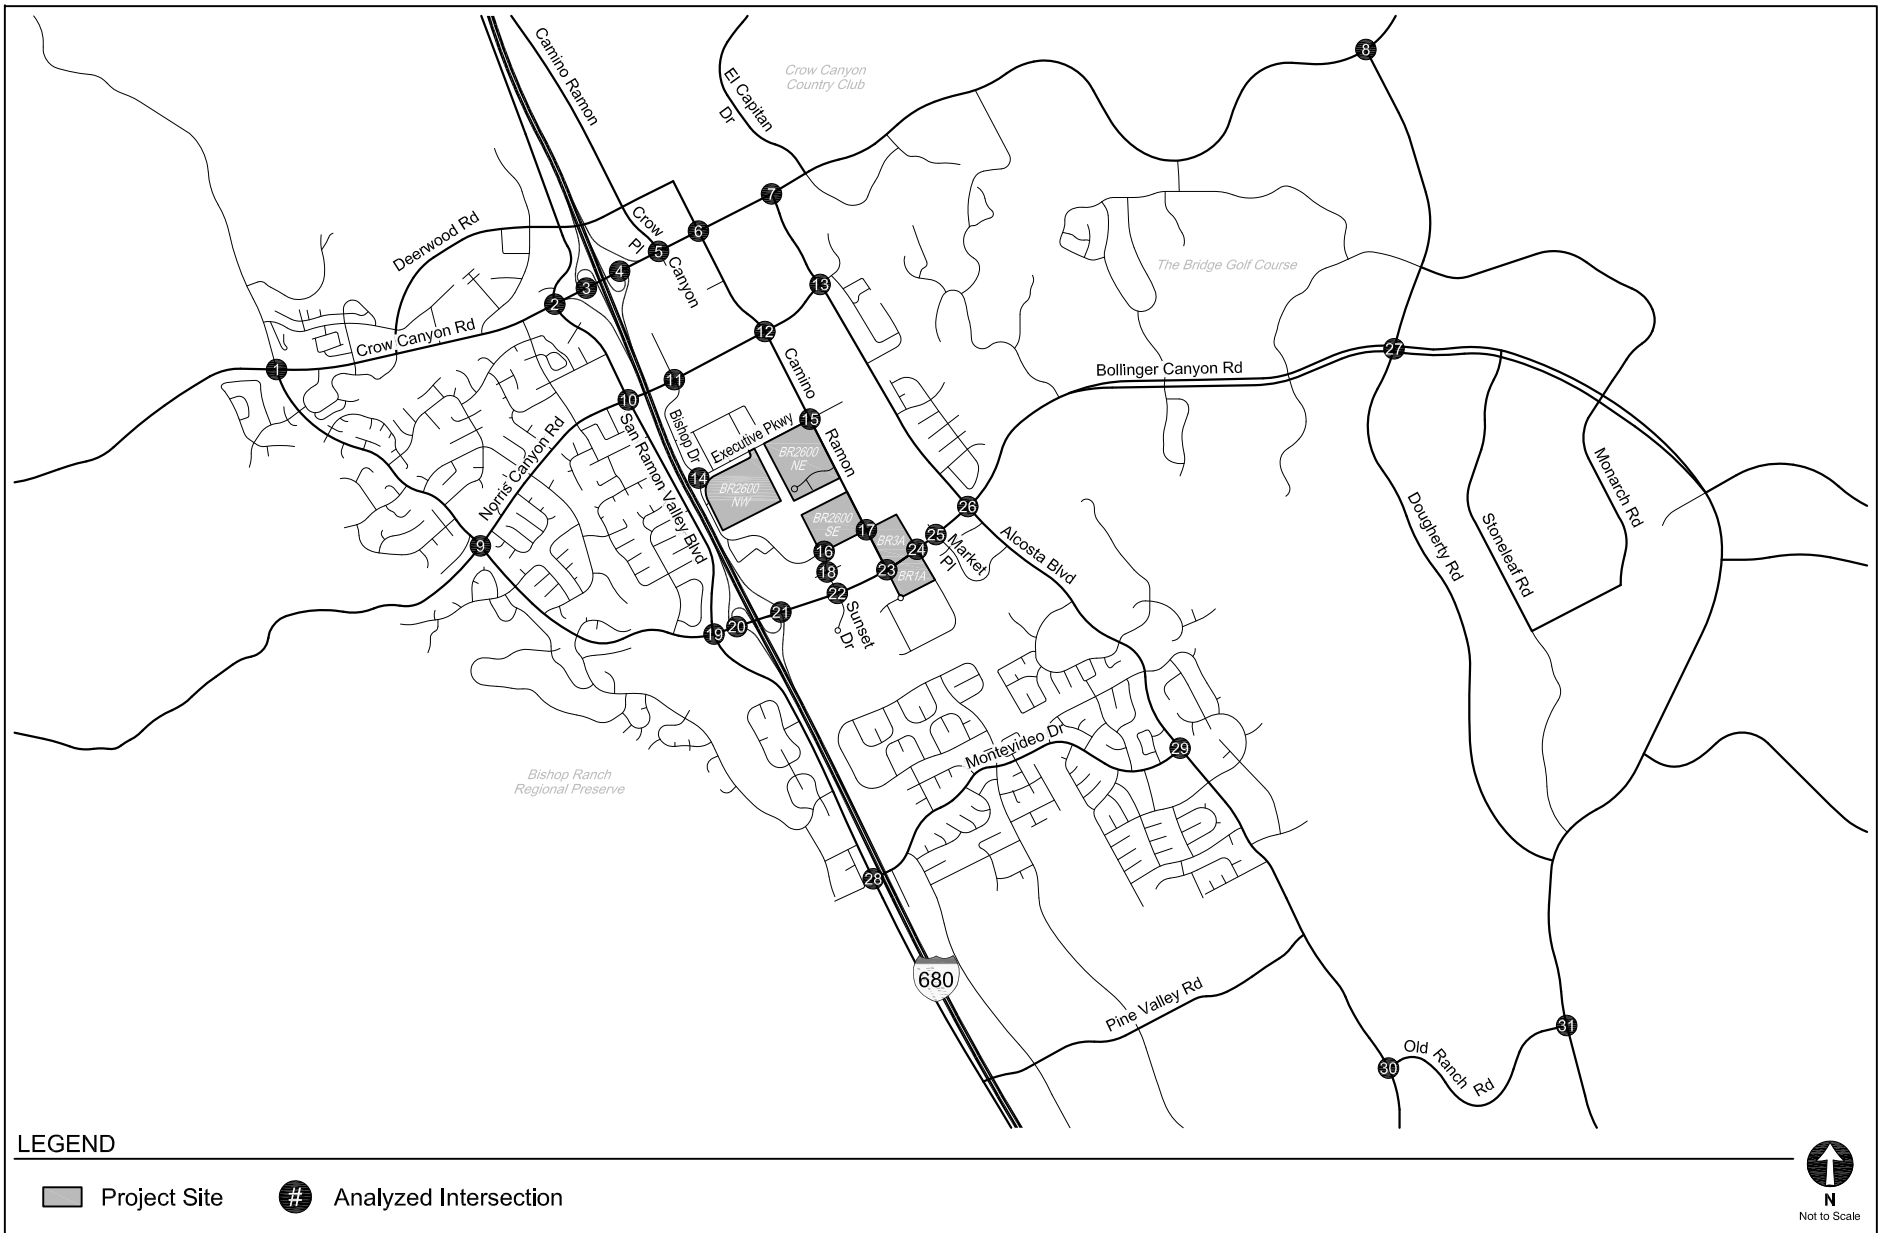 Camino Ramon
El Capitan
Dr
Crow Canyon
Country Club
8
7
Deerwood Rd
Crow
Pl
Canyon
6
5
4
3
2
13
The Bridge Golf Course
12
Crow Canyon Rd
1
11
10
27
Bollinger Canyon Rd
Camino
Ramon
15
Bishop Dr
Executive Pkwy
BR2600
NE
14
BR2600
NW
San Ramon Valley Blvd
Norris Canyon Rd
9
BR2600
SE
17
BR3A
16
24
25
Market
Pl
26
Alcosta Blvd
18
23
BR1A
22
Sunset
Dr
21
20
19
Monarch Rd
Stoneleaf Rd
Dougherty Rd
Montevideo Dr
29
Bishop Ranch
Regional Preserve
28
680
Pine Valley Rd
31
30
Old
Ranch
Rd
LEGEND
Project Site
# Analyzed Intersection
N
Not to Scale